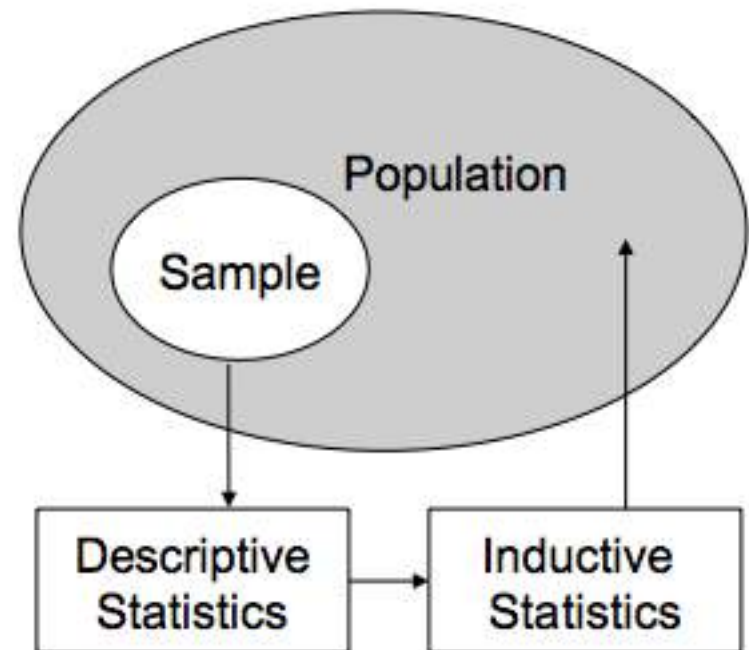 Population
Sample
Descriptive
Statistics
Inductive
Statistics